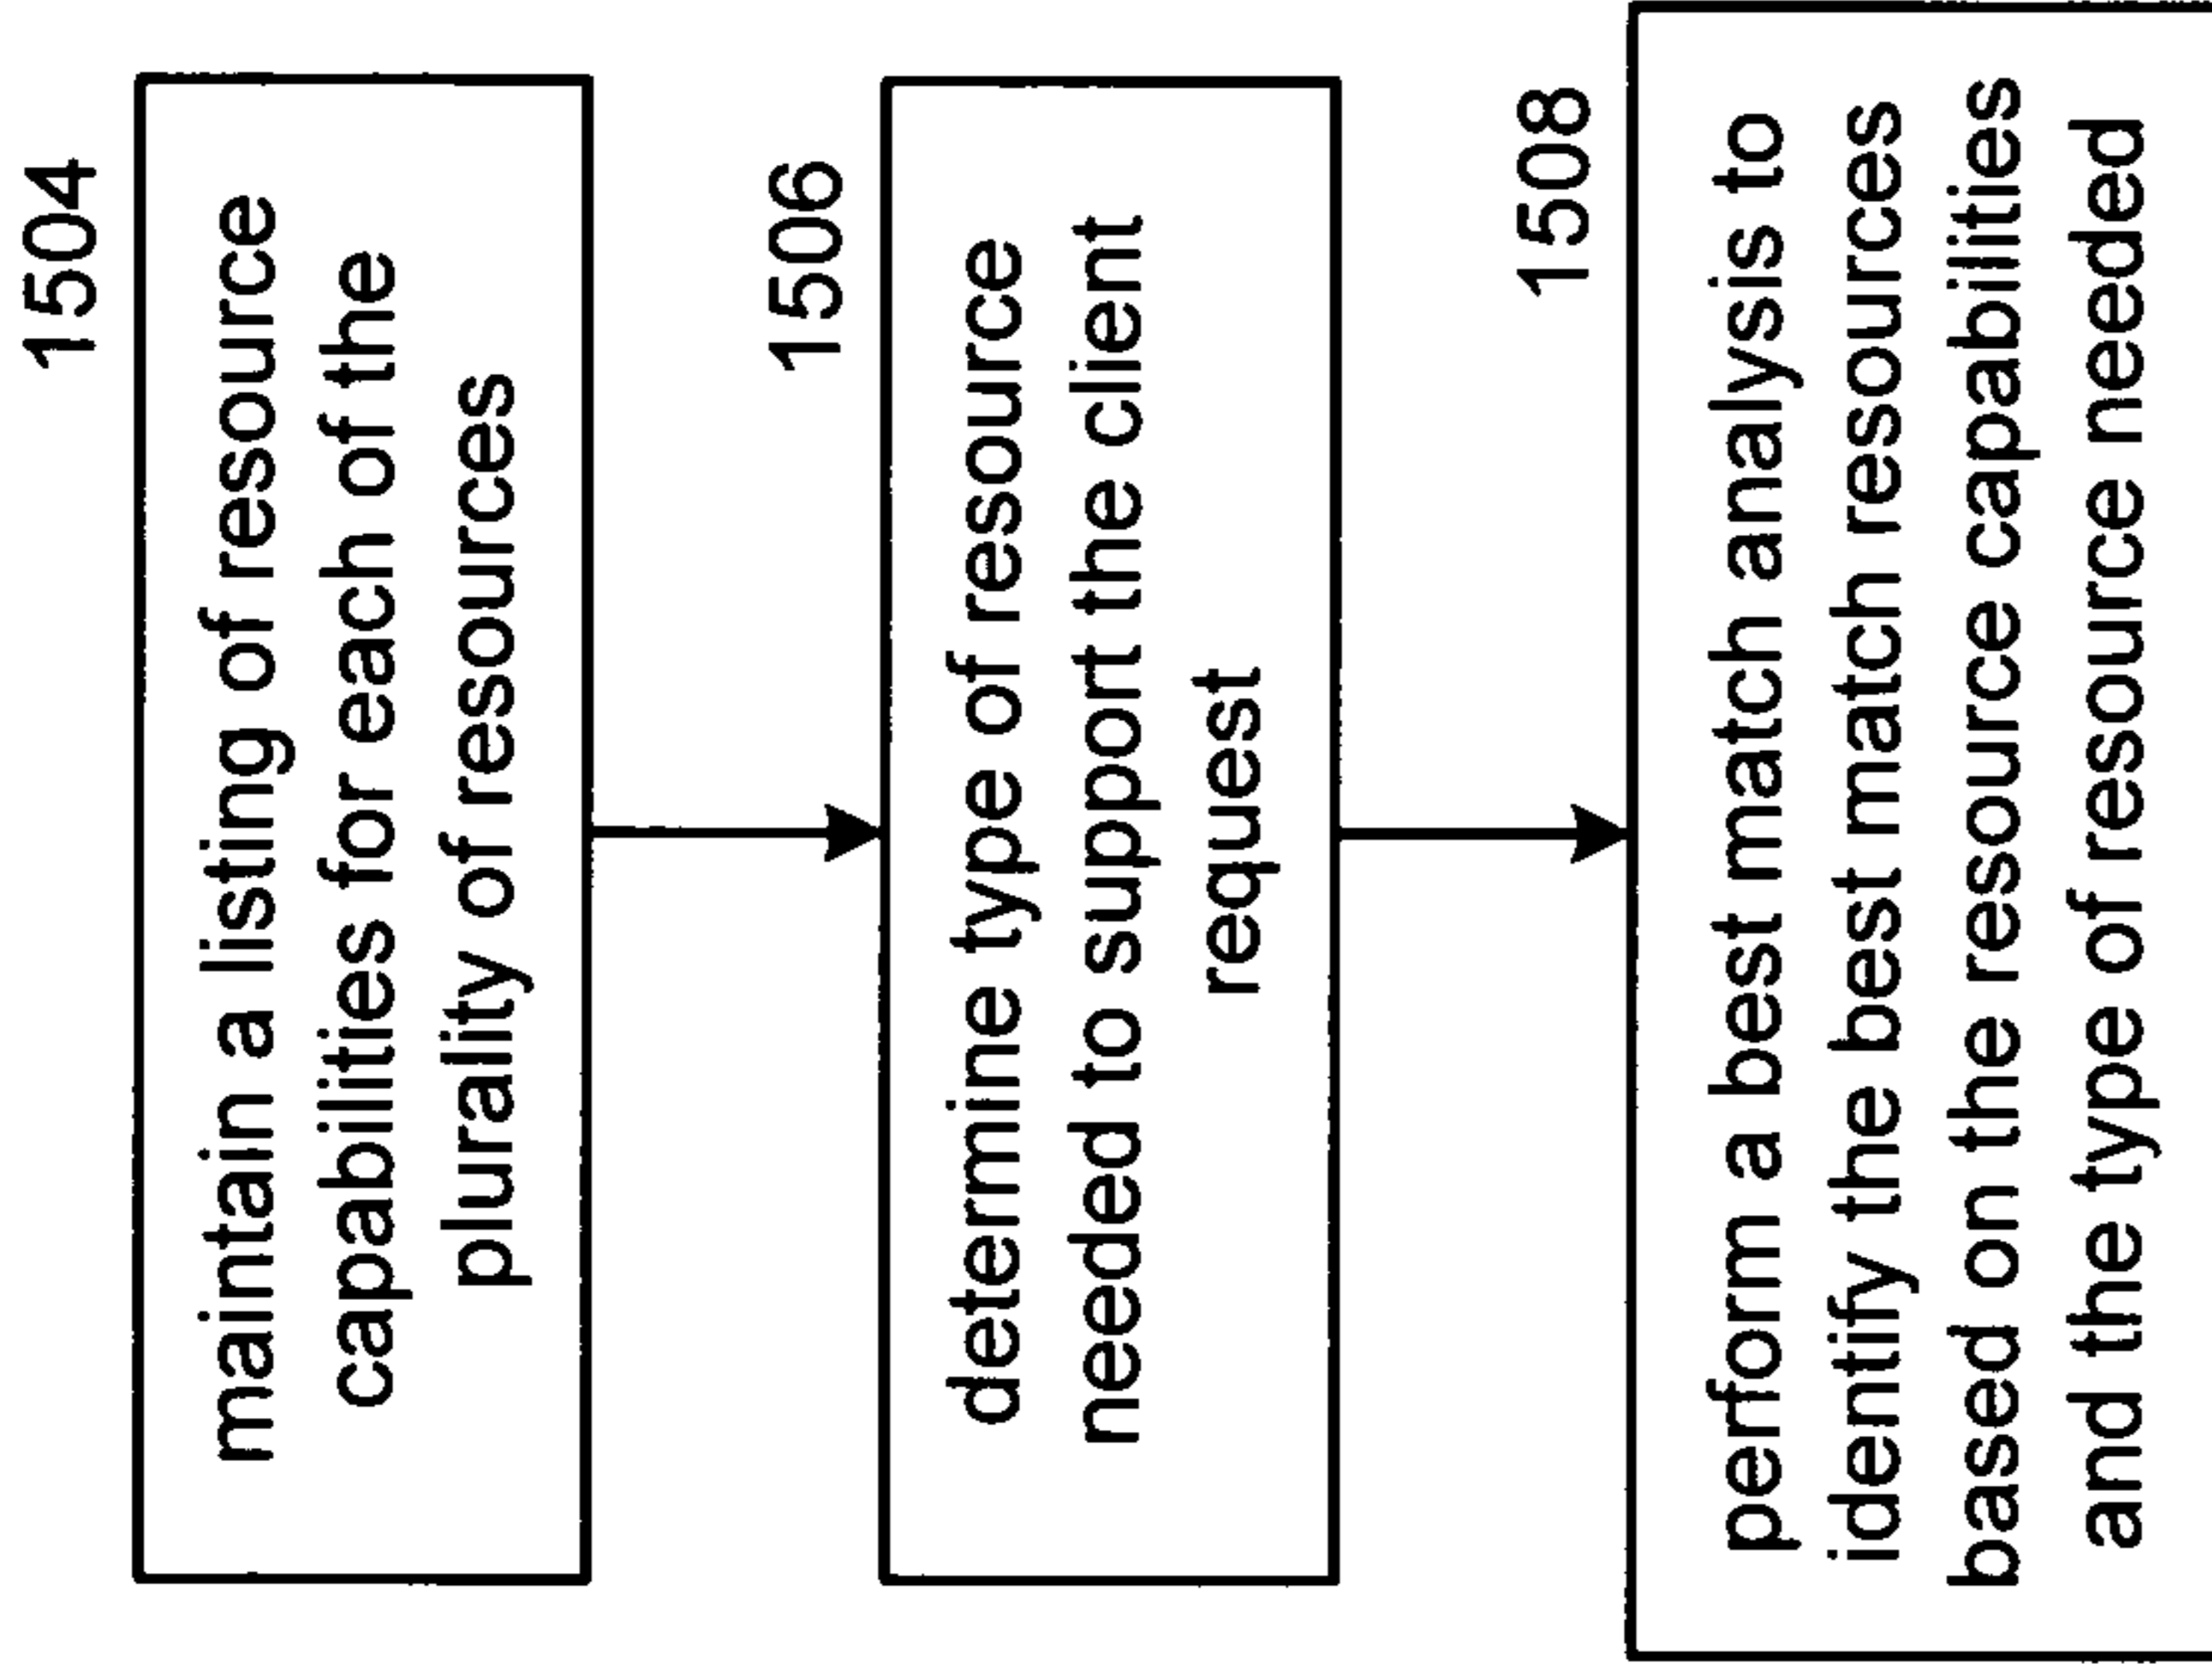 1504
maintain a listing of resource
capabilities for each of the
plurality of resources
1506
determine type of resource
needed to support the client
request
1508
perform a best match analysis to
identify the best match resources
based on the resource capabilities
and the type of resource needed